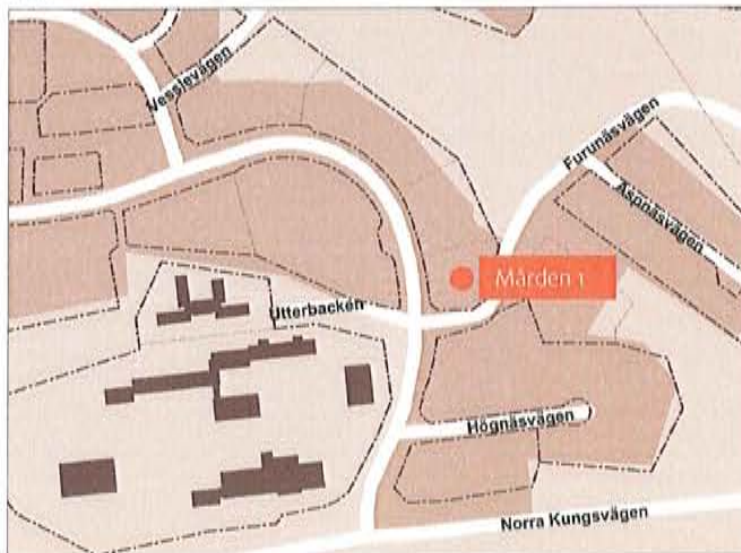 Vesslevägen
Furunäsvägen
Aspnäsvägen
Mården 1
Utterbacken
Högnäsvägen
Norra Kungsvägen